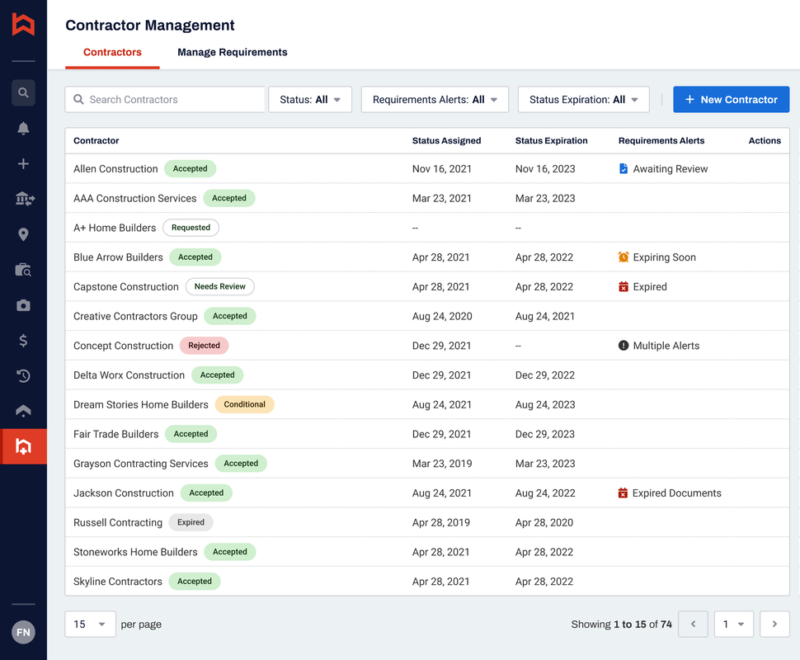 Contractor Management
Contractors Manage Requirements
Search Contractors Status: All Requirements Alerts: All Status Expiration: All + New Contractor
Contractor Status Assigned Status Expiration Requirements Alerts Actions
Allen Construction Accepted Nov 16, 2021 Nov 16, 2023 Awaiting Review
AAA Construction Services Accepted Mar 23, 2021 Mar 23, 2023
A+ Home Builders Requested -- --
Blue Arrow Builders Accepted Apr 28, 2021 Apr 28, 2022 Expiring Soon
Capstone Construction Needs Review Apr 28, 2021 Apr 28, 2022 Expired
Creative Contractors Group Accepted Aug 24, 2020 Aug 24, 2021
Concept Construction Rejected Dec 29, 2021 -- Multiple Alerts
Delta Worx Construction Accepted Dec 29, 2021 Dec 29, 2022
Dream Stories Home Builders Conditional Aug 24, 2021 Aug 24, 2023
Fair Trade Builders Accepted Dec 29, 2021 Dec 29, 2023
Grayson Contracting Services Accepted Mar 23, 2019 Mar 23, 2023
Jackson Construction Accepted Aug 24, 2021 Aug 24, 2022 Expired Documents
Russell Contracting Expired Apr 28, 2019 Apr 28, 2020
Stoneworks Home Builders Accepted Apr 28, 2021 Apr 28, 2022
Skyline Contractors Accepted Apr 28, 2021 Apr 28, 2022
15 per page Showing 1 to 15 of 74 1
FN